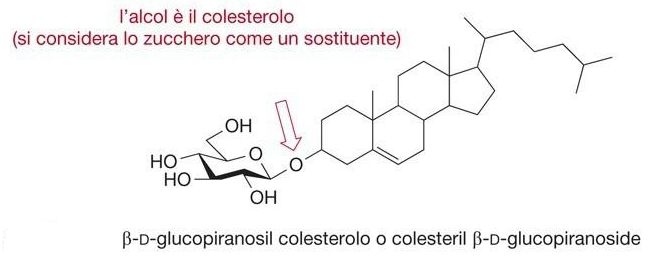 l'alcol è il colesterolo
(si considera lo zucchero come un sostituente)
OH
HO
O
O
HO
OH
β-D-glucopiranosil colesterolo o colesteril β-D-glucopiranoside